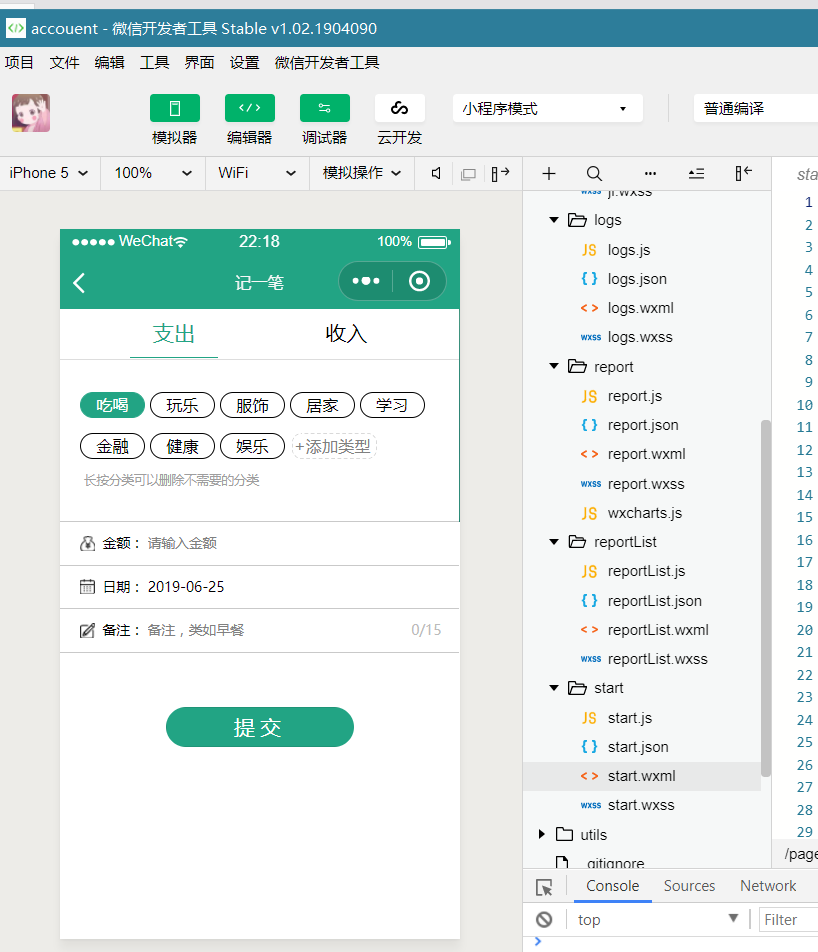 accouent - 微信开发者工具 Stable v1.02.1904090
项目 文件 编辑 工具 界面 设置 微信开发者工具
模拟器 编辑器 调试器 云开发
小程序模式
普通编译
iPhone 5 100% WiFi 模拟操作
WeChat 22:18 100%
记一笔
支出 收入
吃喝 玩乐 服饰 居家 学习
金融 健康 娱乐 +添加类型
长按分类可以删除不需要的分类
金额： 请输入金额
日期： 2019-06-25
备注： 备注，类如早餐 0/15
提交
wxss jl.wxss
logs
JS logs.js
{ } logs.json
< > logs.wxml
wxss logs.wxss
report
JS report.js
{ } report.json
< > report.wxml
wxss report.wxss
JS wxcharts.js
reportList
JS reportList.js
{ } reportList.json
< > reportList.wxml
wxss reportList.wxss
start
JS start.js
{ } start.json
< > start.wxml
wxss start.wxss
utils
.gitignore
sta
1
2
3
4
5
6
7
8
9
10
11
12
13
14
15
16
17
18
19
20
21
22
23
24
25
26
27
28
29
/page
Console Sources Network
top Filter